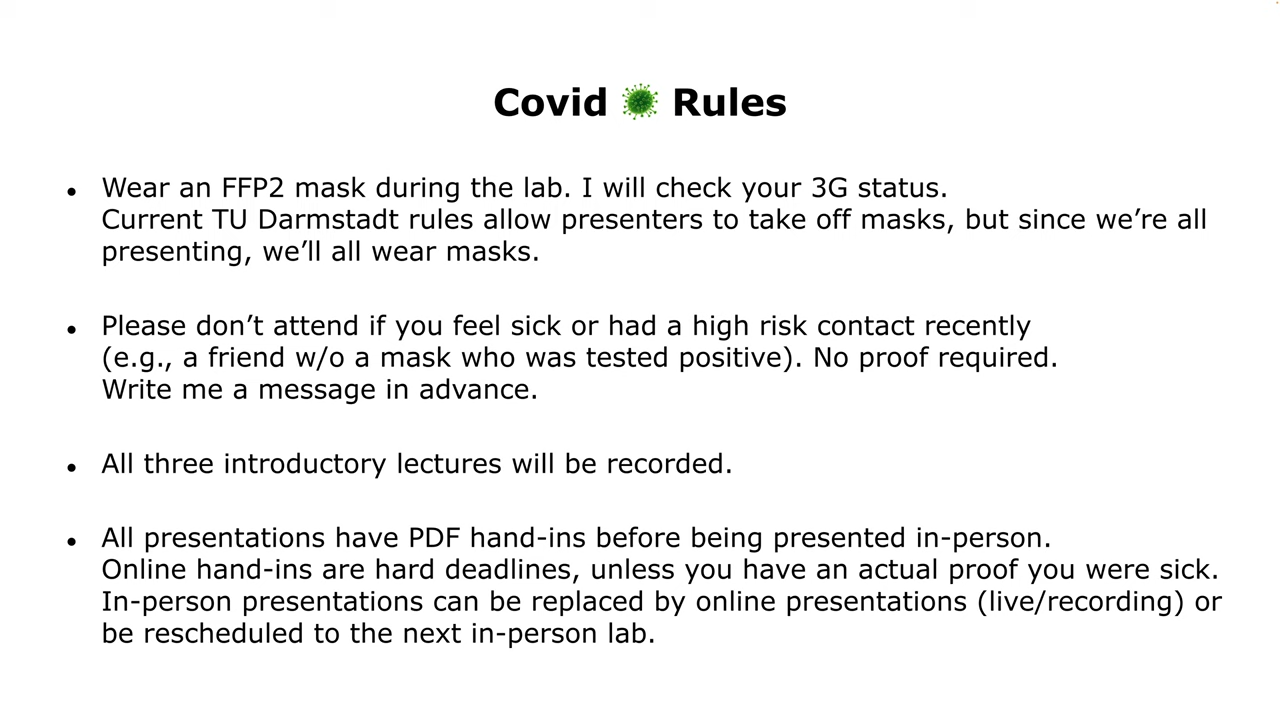 Covid 🦠 Rules
● Wear an FFP2 mask during the lab. I will check your 3G status.
Current TU Darmstadt rules allow presenters to take off masks, but since we’re all
presenting, we’ll all wear masks.
● Please don’t attend if you feel sick or had a high risk contact recently
(e.g., a friend w/o a mask who was tested positive). No proof required.
Write me a message in advance.
● All three introductory lectures will be recorded.
● All presentations have PDF hand-ins before being presented in-person.
Online hand-ins are hard deadlines, unless you have an actual proof you were sick.
In-person presentations can be replaced by online presentations (live/recording) or
be rescheduled to the next in-person lab.